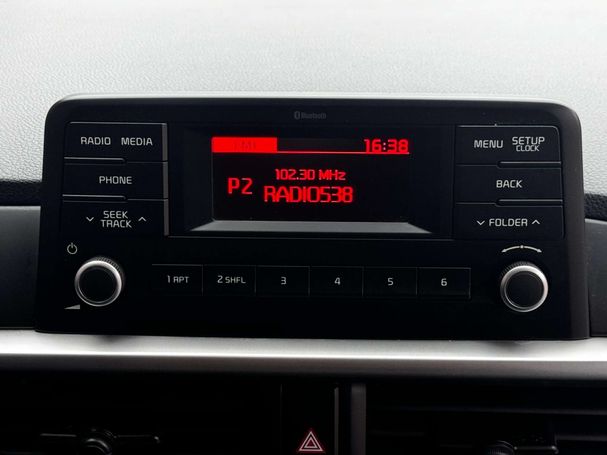 Bluetooth
RADIO MEDIA
PHONE
SEEK
TRACK
FM1 16:38
102.30 MHz
P2 RADIO538
MENU SETUP
CLOCK
BACK
FOLDER
1 RPT 2 SHFL 3 4 5 6